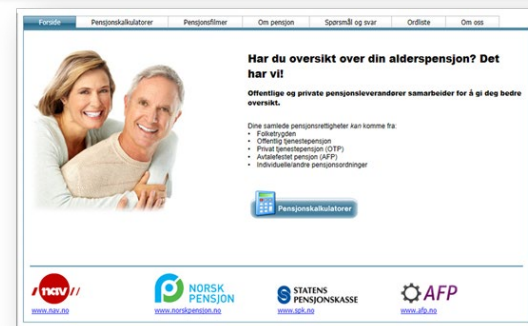 Forside Pensjonskalkulatorer Pensjonsfilmer Om pensjon Spørsmål og svar Ordliste Om oss
Har du oversikt over din alderspensjon? Det
har vi!
Offentlige og private pensjonsleverandører samarbeider for å gi deg bedre
oversikt.
Dine samlede pensjonsrettigheter kan komme fra:
• Folketrygden
• Offentlig tjenestepensjon
• Privat tjenestepensjon (OTP)
• Avtalefestet pensjon (AFP)
• Individuelle/andre pensjonsordninger
Pensjonskalkulatorer
nav
NORSK
PENSJON
STATENS
PENSJONSKASSE
AFP
www.nav.no www.norskpensjon.no www.spk.no www.afp.no